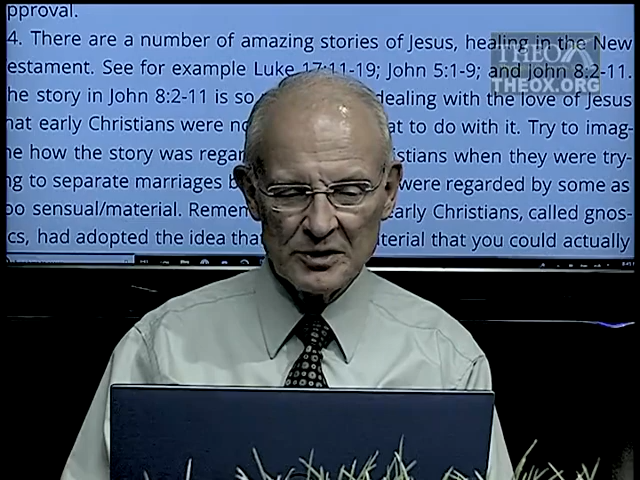 pproval.
4. There are a number of amazing stories of Jesus, healing in the New
estament. See for example Luke 17:11-19; John 5:1-9; and John 8:2-11.
he story in John 8:2-11 is so dealing with the love of Jesus
hat early Christians were no at to do with it. Try to imag-
ne how the story was regar istians when they were try-
ng to separate marriages b were regarded by some as
oo sensual/material. Remem early Christians, called gnos-
cs, had adopted the idea tha terial that you could actually
THEOX
THEOX.ORG